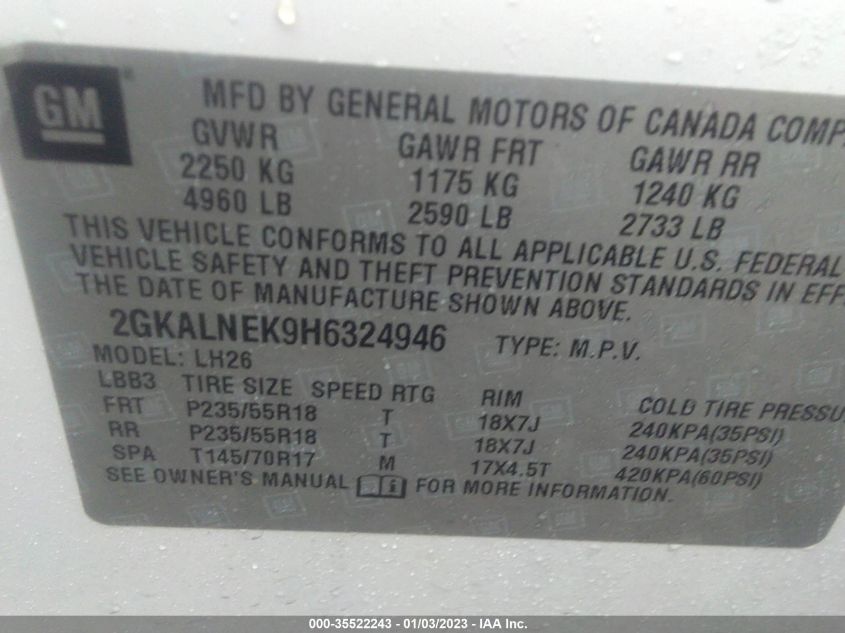 GM
MFD BY GENERAL MOTORS OF CANADA COMP
GVWR GAWR FRT GAWR RR
2250 KG 1175 KG 1240 KG
4960 LB 2590 LB 2733 LB
THIS VEHICLE CONFORMS TO ALL APPLICABLE U.S. FEDERAL
VEHICLE SAFETY AND THEFT PREVENTION STANDARDS IN EFF
THE DATE OF MANUFACTURE SHOWN ABOVE.
2GKALNEK9H6324946 TYPE: M.P.V.
MODEL: LH26
LBB3 TIRE SIZE SPEED RTG RIM COLD TIRE PRESSU
FRT P235/55R18 T 18X7J 240KPA(35PSI)
RR P235/55R18 T 18X7J 240KPA(35PSI)
SPA T145/70R17 M 17X4.5T 420KPA(60PSI)
SEE OWNER'S MANUAL FOR MORE INFORMATION.
000-35522243 - 01/03/2023 - IAA Inc.